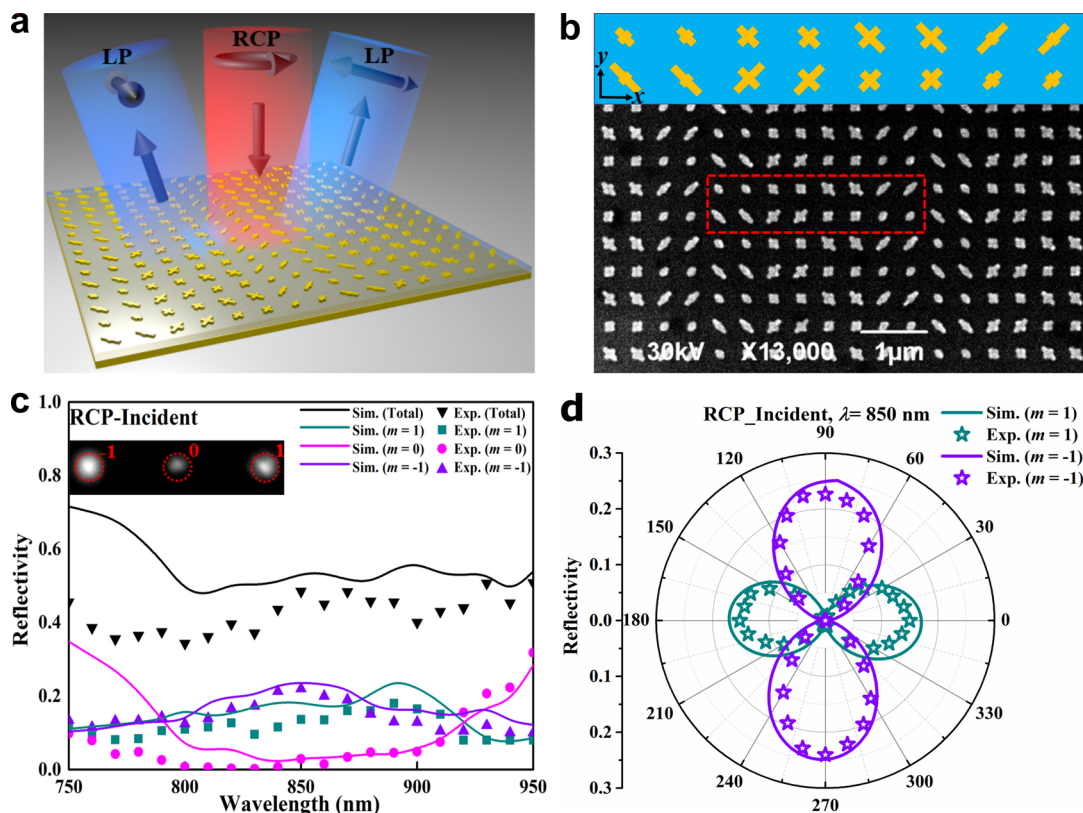 a
LP
RCP
LP
b
y
x
30kV X13,000 1μm
c
RCP-Incident
Sim. (Total)
Exp. (Total)
Sim. (m = 1)
Exp. (m = 1)
Sim. (m = 0)
Exp. (m = 0)
Sim. (m = -1)
Exp. (m = -1)
-1 0 1
1.0
0.8
0.6
0.4
0.2
0.0
Reflectivity
750 800 850 900 950
Wavelength (nm)
d
RCP_Incident, λ= 850 nm
Sim. (m = 1)
Exp. (m = 1)
Sim. (m = -1)
Exp. (m = -1)
0.3
0.2
0.1
0.0
0.1
0.2
0.3
Reflectivity
90
120 60
150 30
180 0
210 330
240 300
270